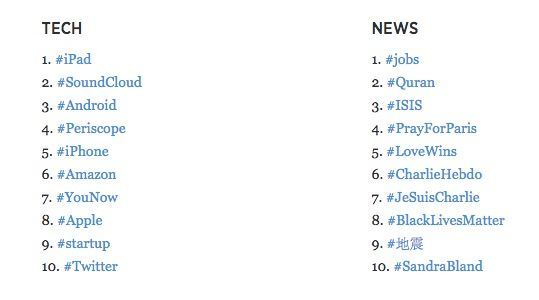 TECH
1. #iPad
2. #SoundCloud
3. #Android
4. #Periscope
5. #iPhone
6. #Amazon
7. #YouNow
8. #Apple
9. #startup
10. #Twitter
NEWS
1. #jobs
2. #Quran
3. #ISIS
4. #PrayForParis
5. #LoveWins
6. #CharlieHebdo
7. #JeSuisCharlie
8. #BlackLivesMatter
9. #地震
10. #SandraBland